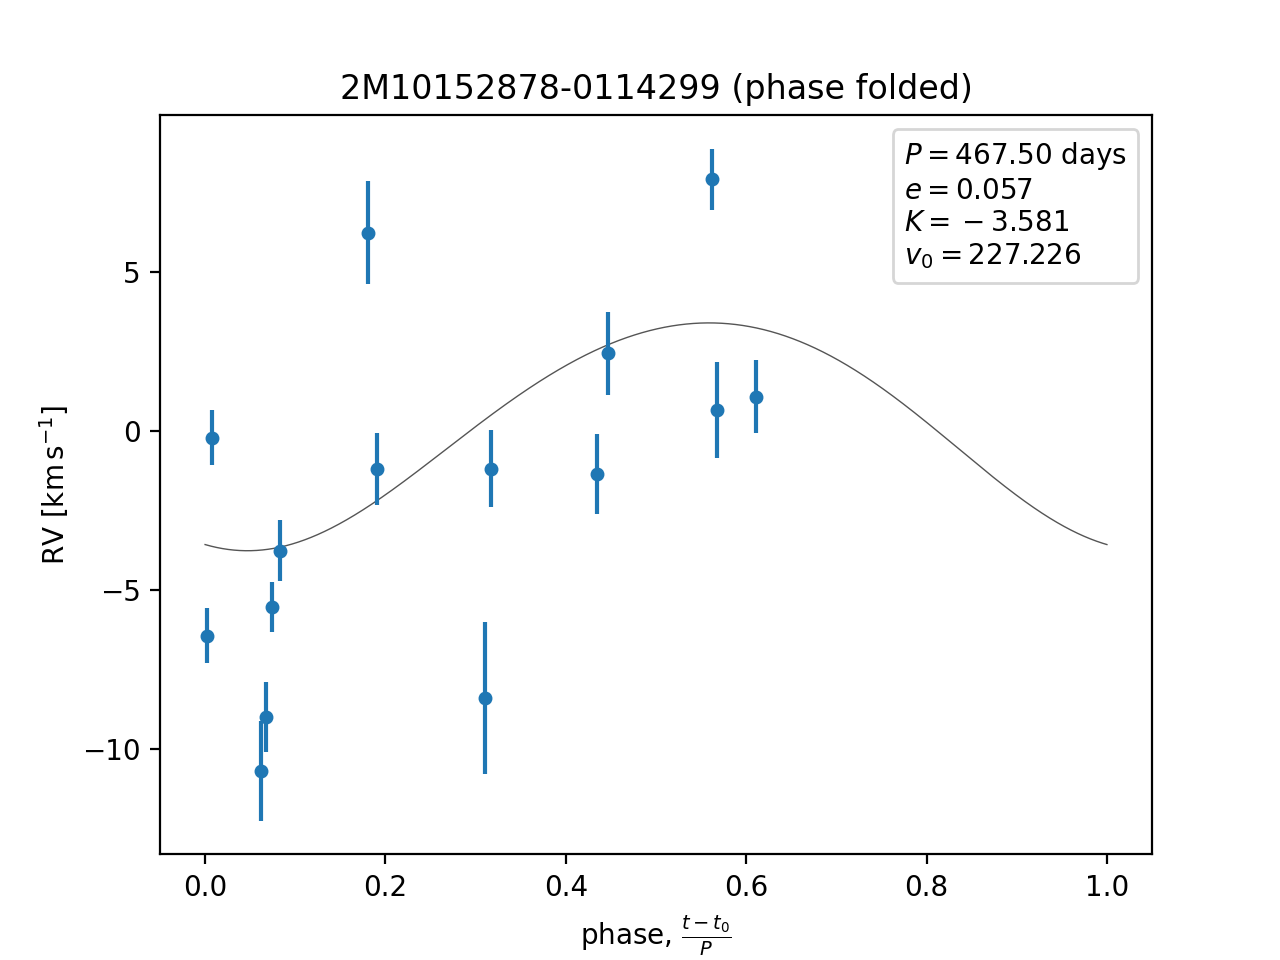 2M10152878-0114299 (phase folded)
P = 467.50 days
e = 0.057
K = −3.581
v₀ = 227.226
5
0
−5
−10
RV [km s⁻¹]
0.0 0.2 0.4 0.6 0.8 1.0
phase, (t − t₀)/P